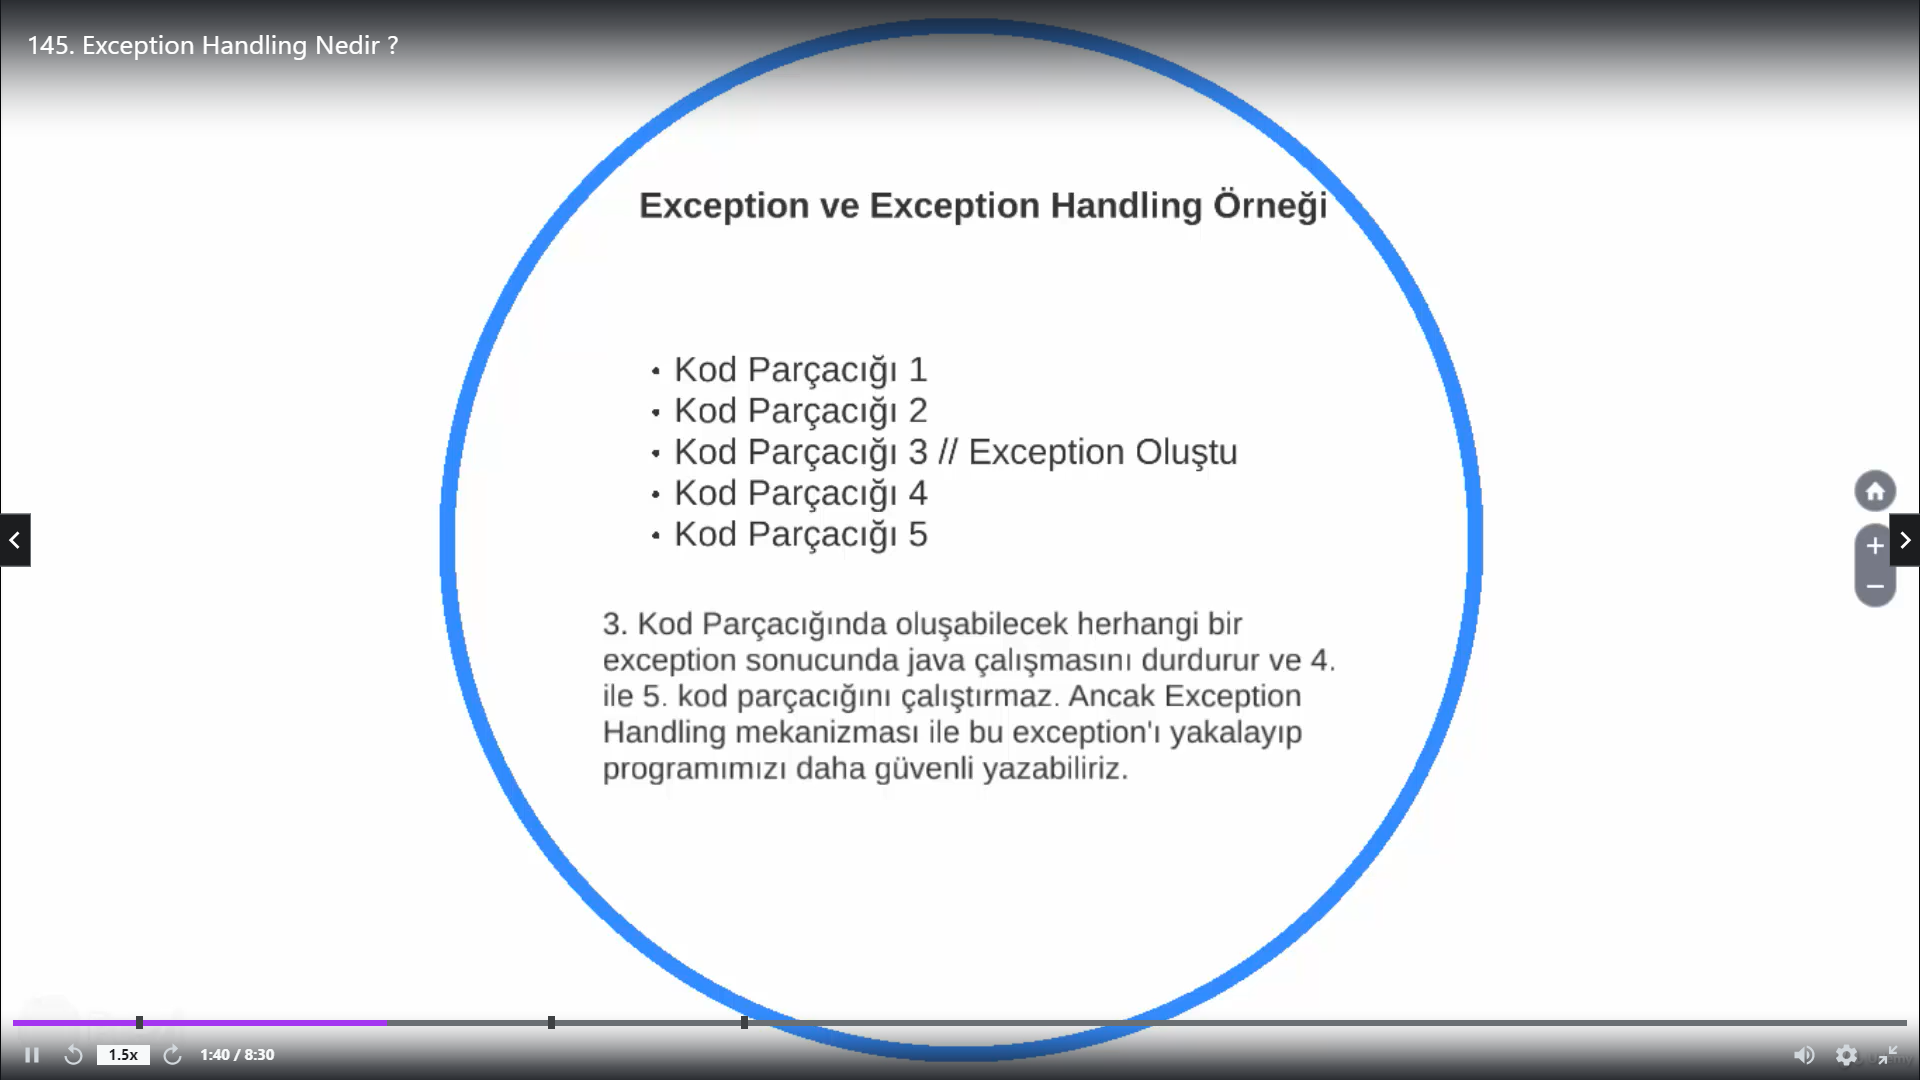 145. Exception Handling Nedir ?
Exception ve Exception Handling Örneği
• Kod Parçacığı 1
• Kod Parçacığı 2
• Kod Parçacığı 3 // Exception Oluştu
• Kod Parçacığı 4
• Kod Parçacığı 5
3. Kod Parçacığında oluşabilecek herhangi bir
exception sonucunda java çalışmasını durdurur ve 4.
ile 5. kod parçacığını çalıştırmaz. Ancak Exception
Handling mekanizması ile bu exception'ı yakalayıp
programımızı daha güvenli yazabiliriz.
1.5x
1:40 / 8:30